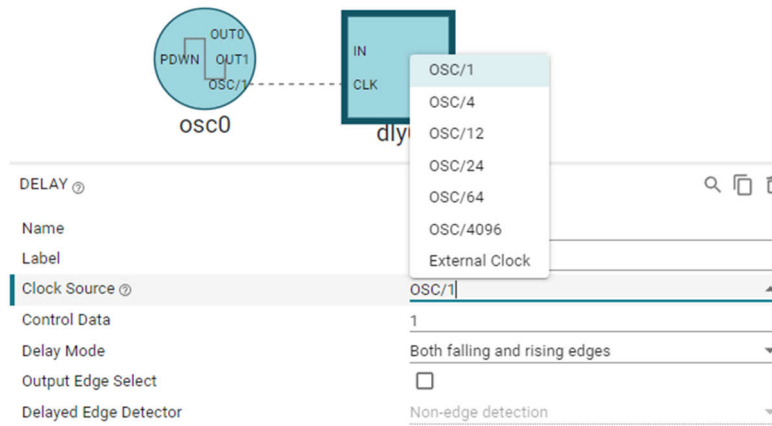 OUT0
IN
PDWN OUT1
OSC/1 CLK
osc0
OSC/1
OSC/4
OSC/12
OSC/24
OSC/64
OSC/4096
External Clock
DELAY
Name
Label
Clock Source OSC/1
Control Data 1
Delay Mode Both falling and rising edges
Output Edge Select
Delayed Edge Detector Non-edge detection